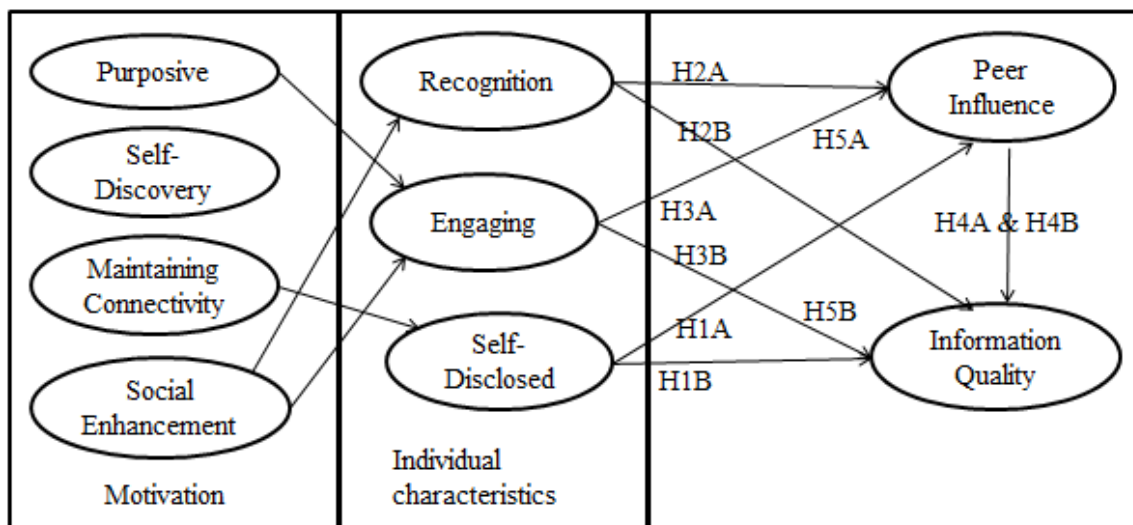 Purposive
Self-
Discovery
Maintaining
Connectivity
Social
Enhancement
Motivation
Recognition
Engaging
Self-
Disclosed
Individual
characteristics
H2A
H2B
H5A
H3A
H3B
H5B
H1A
H1B
Peer
Influence
H4A & H4B
Information
Quality